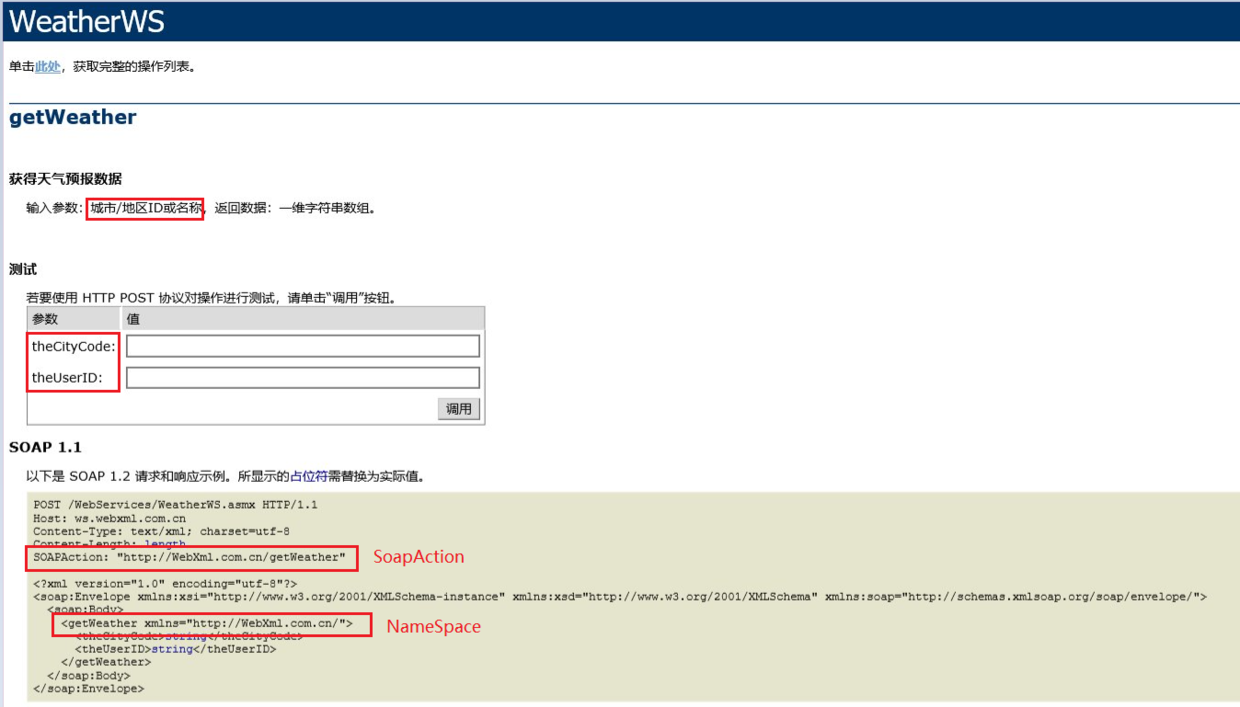 WeatherWS
单击此处，获取完整的操作列表。
getWeather
获得天气预报数据
输入参数：城市/地区ID或名称，返回数据：一维字符串数组。
测试
若要使用 HTTP POST 协议对操作进行测试，请单击“调用”按钮。
参数 值
theCityCode:
theUserID:
调用
SOAP 1.1
以下是 SOAP 1.2 请求和响应示例。所显示的占位符需替换为实际值。
POST /WebServices/WeatherWS.asmx HTTP/1.1
Host: ws.webxml.com.cn
Content-Type: text/xml; charset=utf-8
Content-Length: length
SOAPAction: "http://WebXml.com.cn/getWeather" SoapAction
<?xml version="1.0" encoding="utf-8"?>
<soap:Envelope xmlns:xsi="http://www.w3.org/2001/XMLSchema-instance" xmlns:xsd="http://www.w3.org/2001/XMLSchema" xmlns:soap="http://schemas.xmlsoap.org/soap/envelope/">
<soap:Body>
<getWeather xmlns="http://WebXml.com.cn/"> NameSpace
<theCityCode>string</theCityCode>
<theUserID>string</theUserID>
</getWeather>
</soap:Body>
</soap:Envelope>